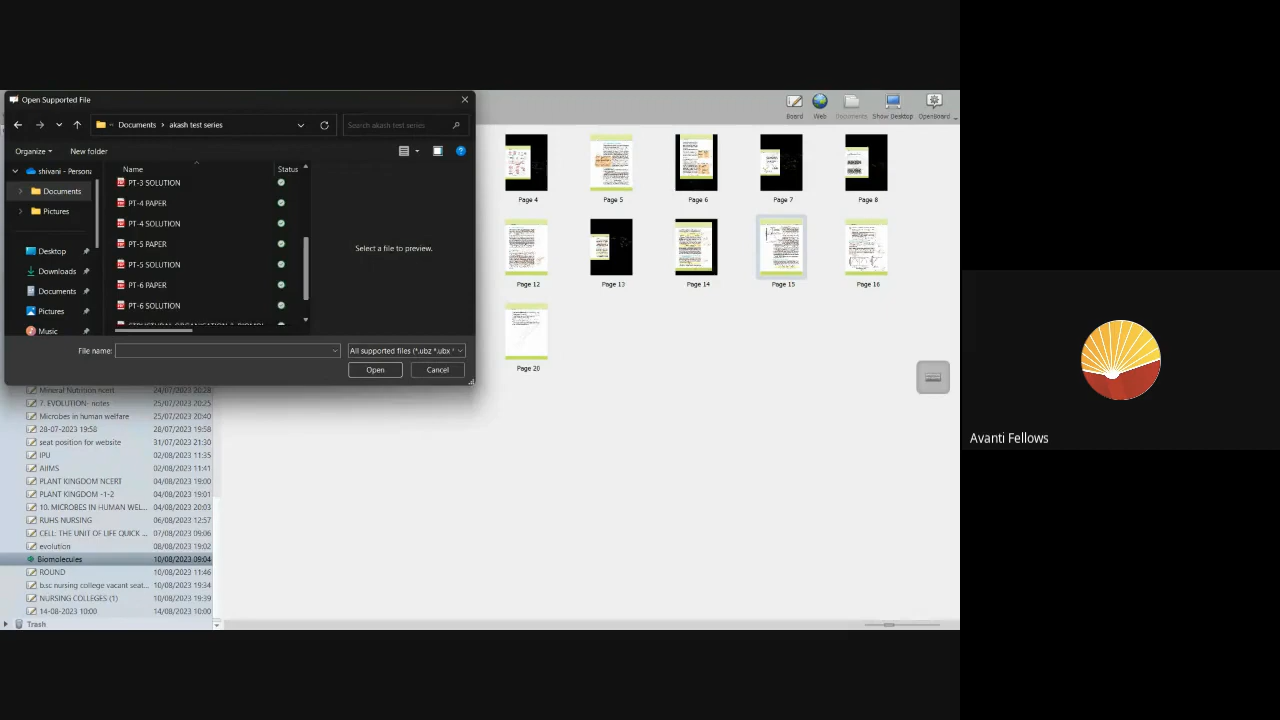 Open Supported File
Documents
akash test series
Search akash test series
Organize
New folder
shivani - Person
Documents
Pictures
Desktop
Downloads
Documents
Pictures
Music
Name
Status
PT-3 SOLUTION
PT-4 PAPER
PT-4 SOLUTION
PT-5 PAPER
PT-5 SOLUTION
PT-6 PAPER
PT-6 SOLUTION
Select a file to preview.
File name:
All supported files (*.ubz *.ubx *
Open
Cancel
Board
Web
Documents
Show Desktop
OpenBoard
Page 4
Page 5
Page 6
Page 7
Page 8
Page 12
Page 13
Page 14
Page 15
Page 16
Page 20
Mineral Nutrition ncert 24/07/2023 20:28
7. EVOLUTION- notes 25/07/2023 20:25
Microbes in human welfare 25/07/2023 20:40
28-07-2023 19:58 28/07/2023 19:58
seat position for website 31/07/2023 21:30
IPU 02/08/2023 11:35
AIIMS 02/08/2023 11:41
PLANT KINGDOM NCERT 04/08/2023 19:00
PLANT KINGDOM -1-2 04/08/2023 19:01
10. MICROBES IN HUMAN WEL... 04/08/2023 20:03
RUHS NURSING 06/08/2023 12:57
CELL: THE UNIT OF LIFE QUICK ... 07/08/2023 09:06
evolution 08/08/2023 19:02
Biomolecules 10/08/2023 09:04
ROUND 10/08/2023 11:46
b.sc nursing college vacant seat... 10/08/2023 19:34
NURSING COLLEGES (1) 10/08/2023 19:39
14-08-2023 10:00 14/08/2023 10:00
Trash
Avanti Fellows